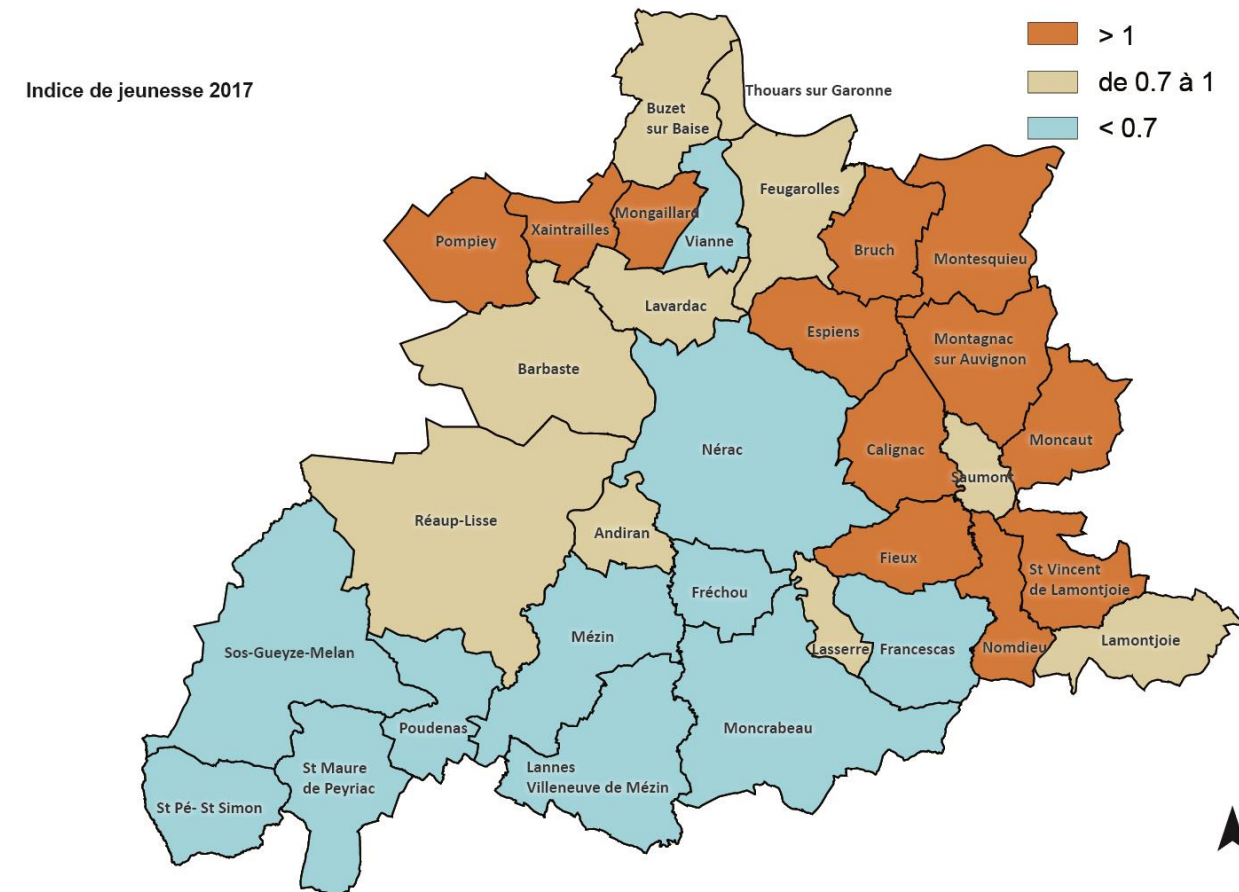 Indice de jeunesse 2017
> 1
de 0.7 à 1
< 0.7
Thouars sur Garonne
Buzet
sur Baise
Feugarolles
Mongaillard
Xaintrailles
Pompiey
Vianne
Bruch
Montesquieu
Lavardac
Espiens
Montagnac
sur Auvignon
Barbaste
Moncaut
Nérac
Calignac
Saumont
Réaup-Lisse
Andiran
Fieux
St Vincent
de Lamontjoie
Fréchou
Mézin
Lamontjoie
Sos-Gueyze-Melan
Lasserre
Francescas
Nomdieu
Poudenas
Moncrabeau
St Maure
de Peyriac
Lannes
Villeneuve de Mézin
St Pé- St Simon